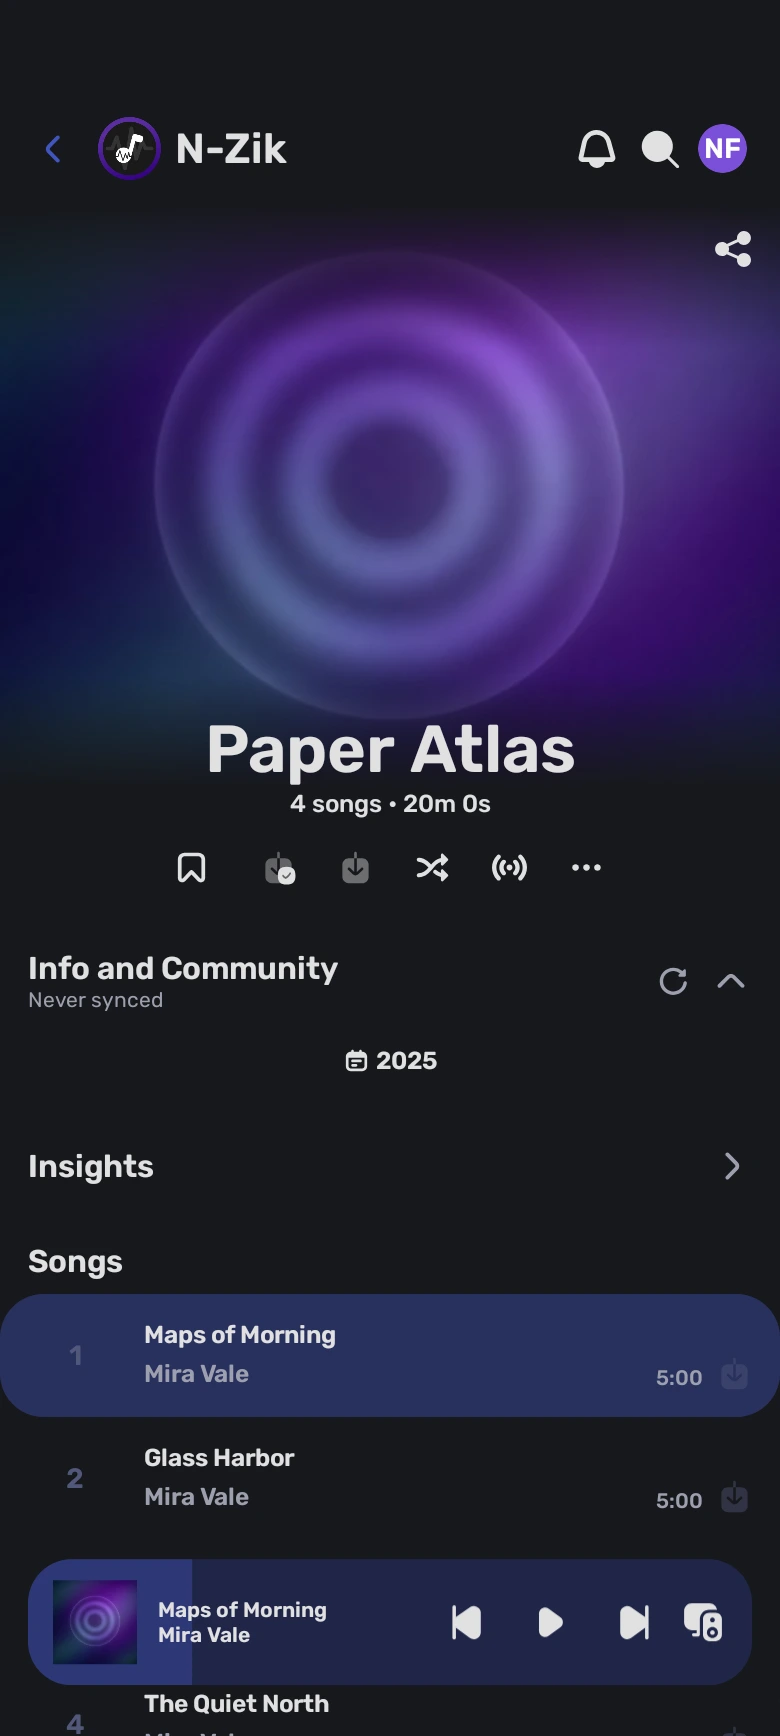 N-Zik
NF
Paper Atlas
4 songs • 20m 0s
Info and Community
Never synced
2025
Insights
Songs
1
Maps of Morning
Mira Vale
5:00
2
Glass Harbor
Mira Vale
5:00
Maps of Morning
Mira Vale
4
The Quiet North